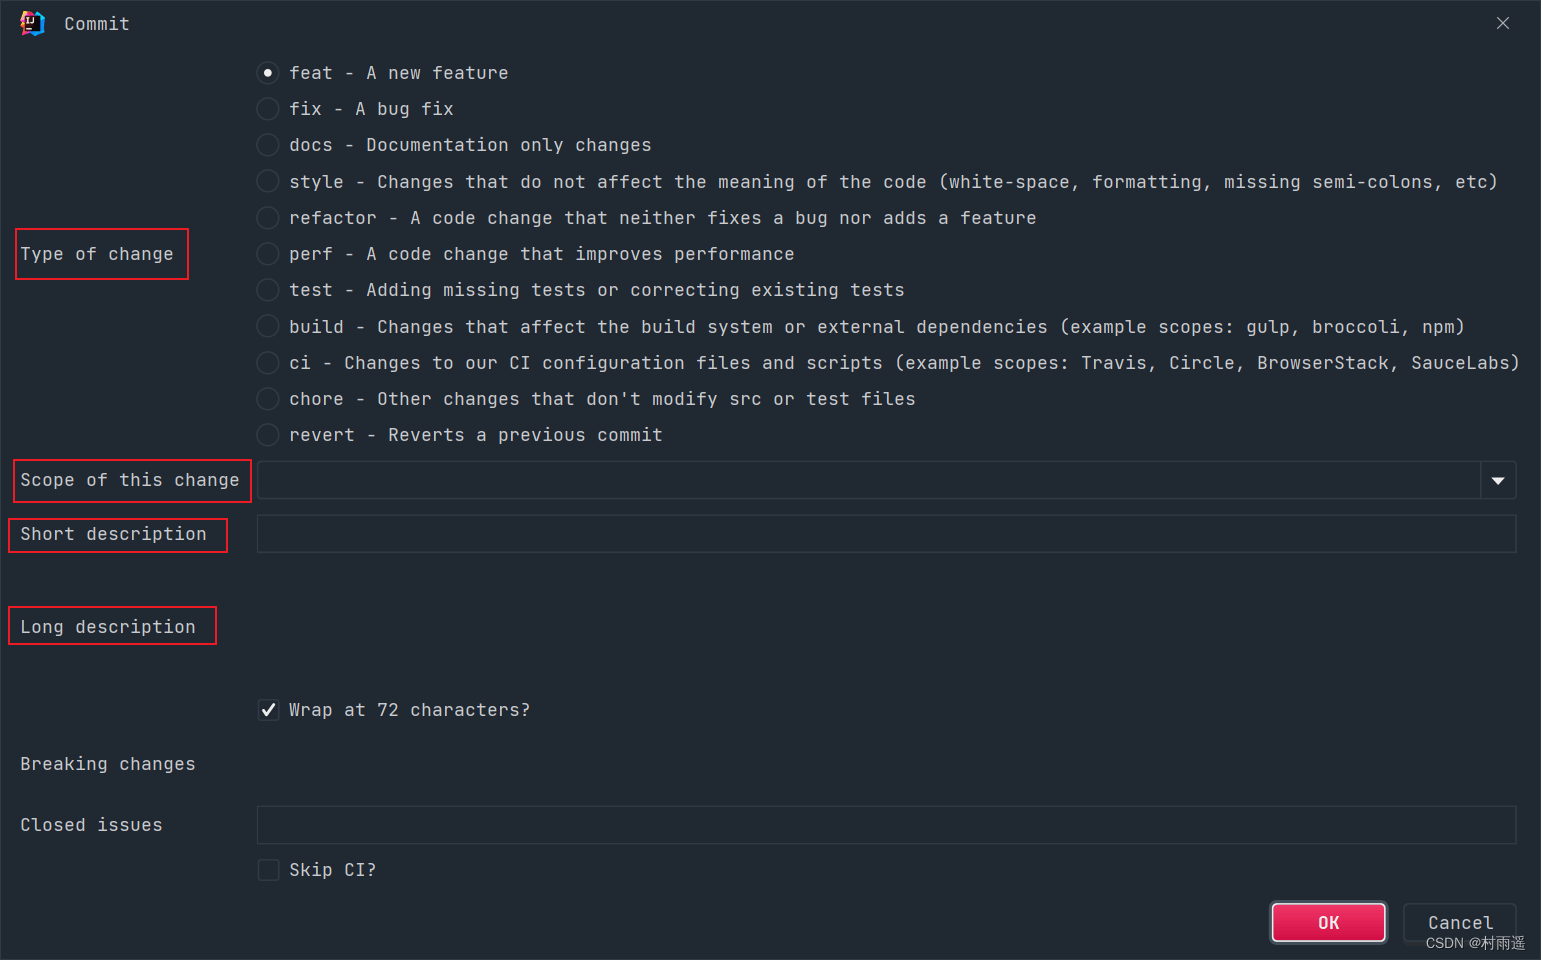 IJ
Commit
feat - A new feature
fix - A bug fix
docs - Documentation only changes
style - Changes that do not affect the meaning of the code (white-space, formatting, missing semi-colons, etc)
refactor - A code change that neither fixes a bug nor adds a feature
Type of change
perf - A code change that improves performance
test - Adding missing tests or correcting existing tests
build - Changes that affect the build system or external dependencies (example scopes: gulp, broccoli, npm)
ci - Changes to our CI configuration files and scripts (example scopes: Travis, Circle, BrowserStack, SauceLabs)
chore - Other changes that don't modify src or test files
revert - Reverts a previous commit
Scope of this change
Short description
Long description
Wrap at 72 characters?
Breaking changes
Closed issues
Skip CI?
OK
Cancel
CSDN @村雨遥